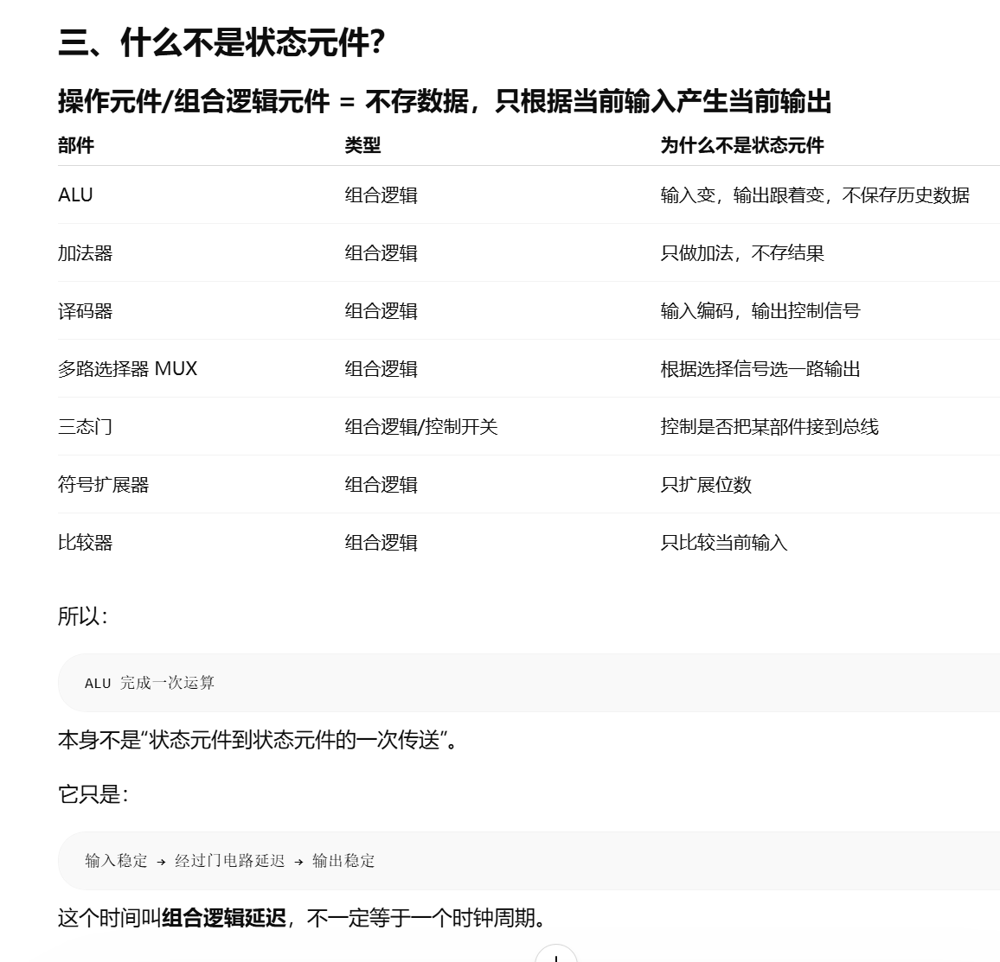 三、什么不是状态元件？
操作元件/组合逻辑元件 = 不存数据，只根据当前输入产生当前输出
部件 类型 为什么不是状态元件
ALU 组合逻辑 输入变，输出跟着变，不保存历史数据
加法器 组合逻辑 只做加法，不存结果
译码器 组合逻辑 输入编码，输出控制信号
多路选择器 MUX 组合逻辑 根据选择信号选一路输出
三态门 组合逻辑/控制开关 控制是否把某部件接到总线
符号扩展器 组合逻辑 只扩展位数
比较器 组合逻辑 只比较当前输入
所以：
ALU 完成一次运算
本身不是“状态元件到状态元件的一次传送”。
它只是：
输入稳定 → 经过门电路延迟 → 输出稳定
这个时间叫组合逻辑延迟，不一定等于一个时钟周期。